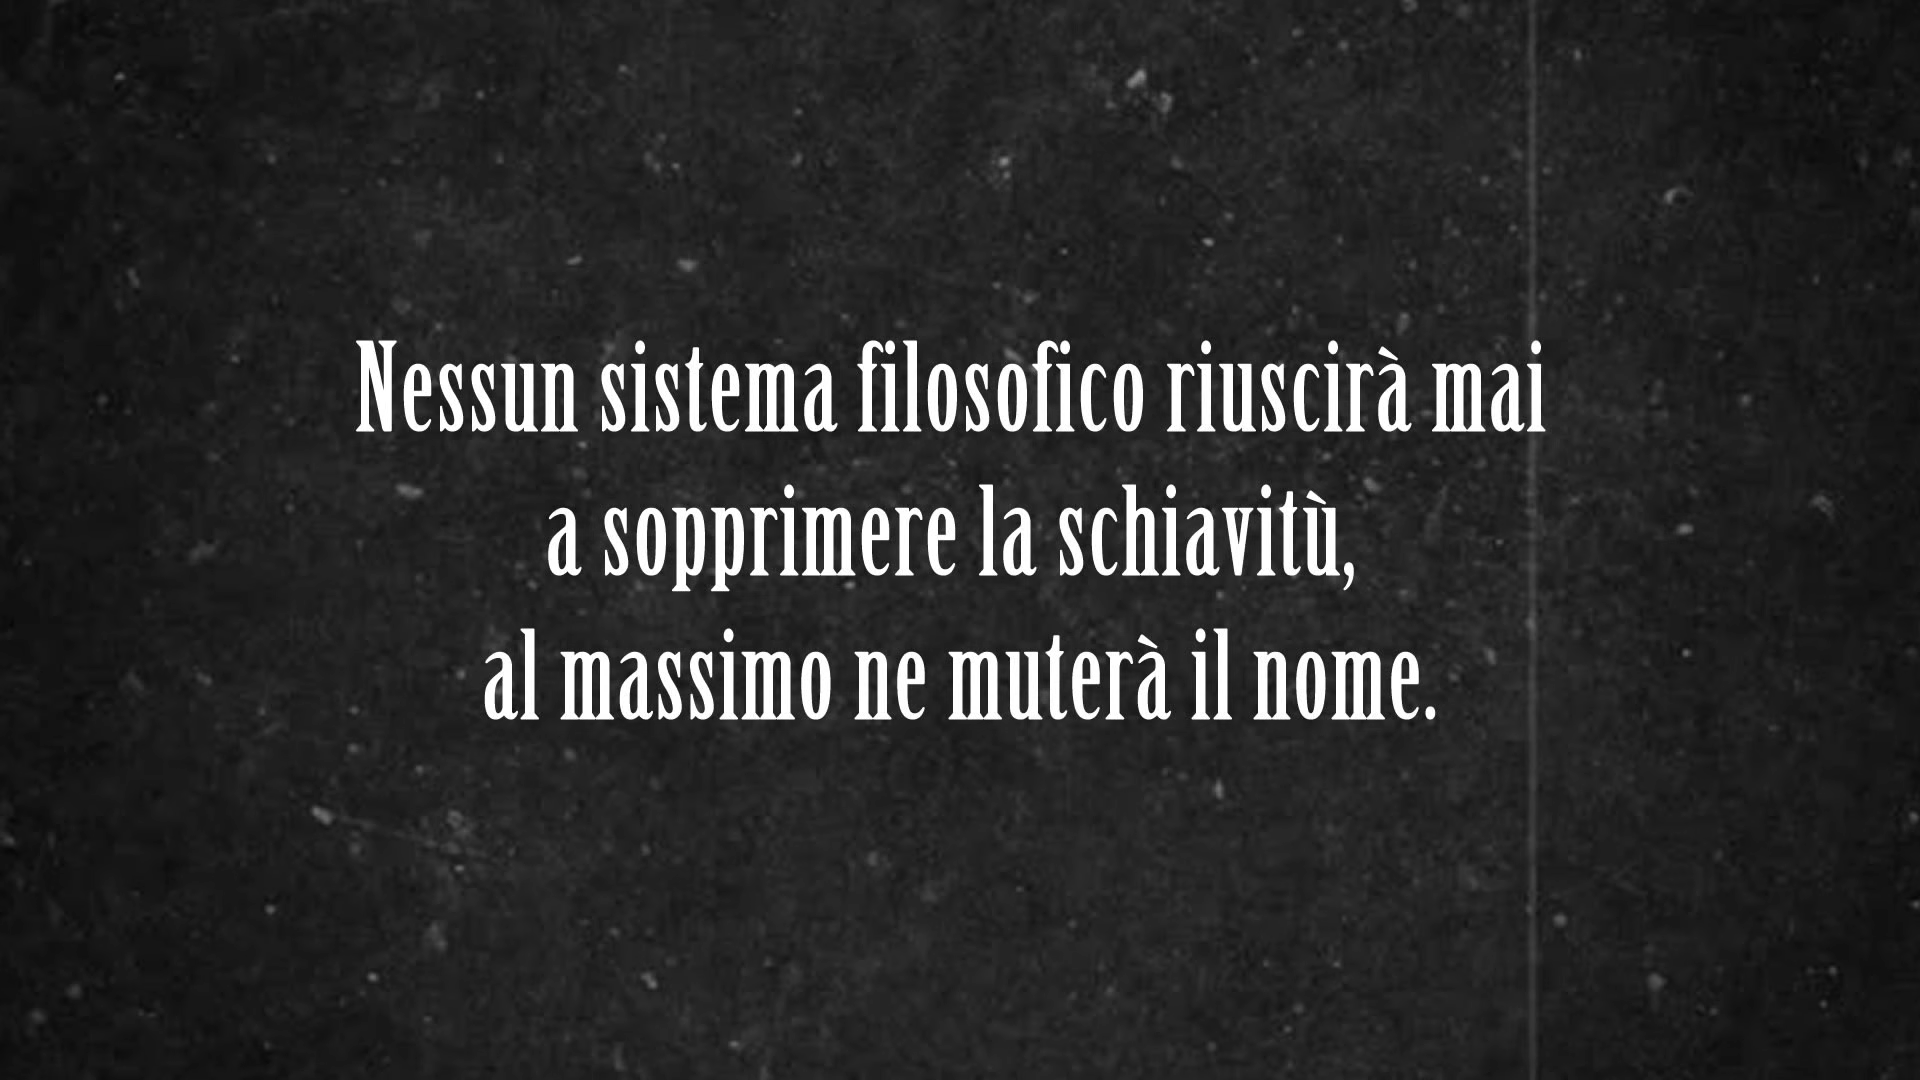 Nessun sistema filosofico riuscirà mai
a sopprimere la schiavitù,
al massimo ne muterà il nome.